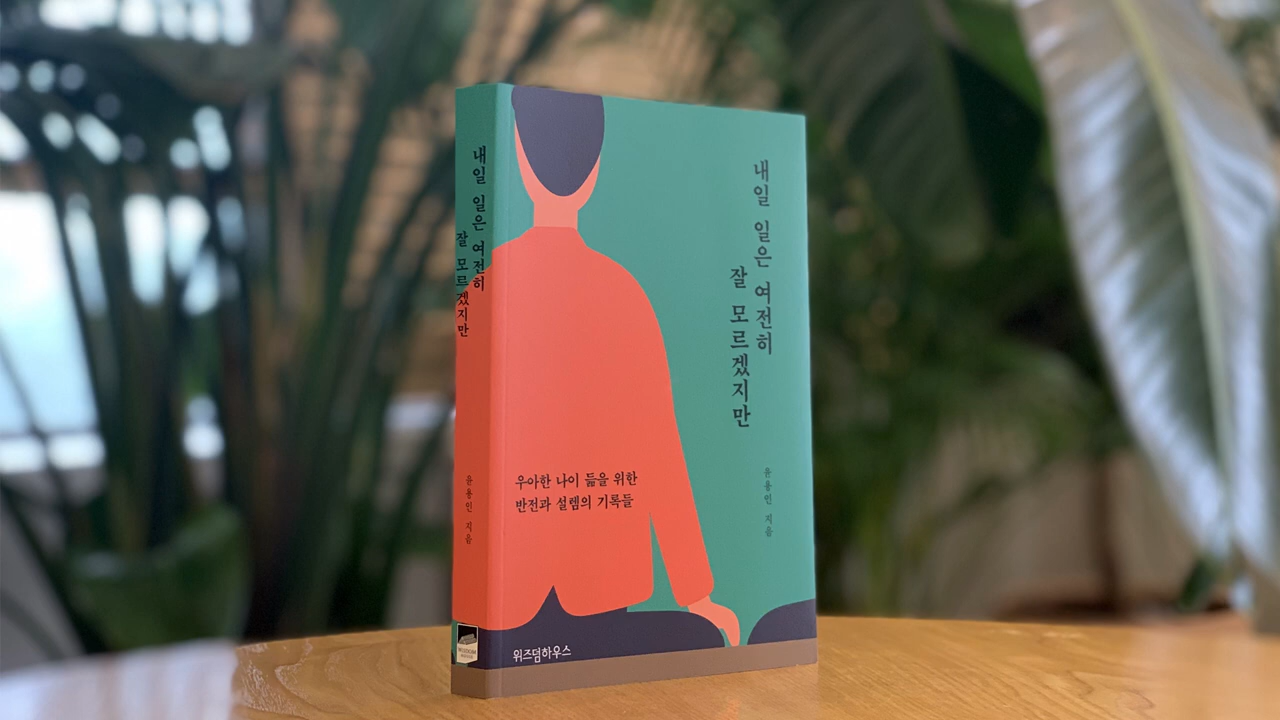 내일 일은 여전히
잘 모르겠지만
윤용인 지음
내일 일은 여전히
잘 모르겠지만
윤용인 지음
우아한 나이 듦을 위한
반전과 설렘의 기록들
위즈덤하우스
WISDOM
HOUSE